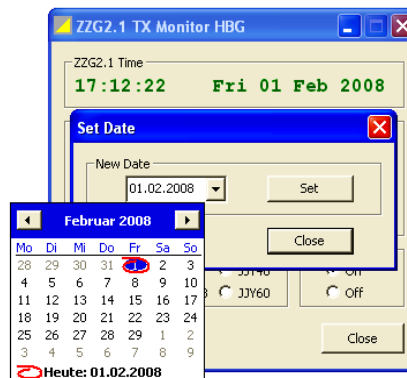 ZZG2.1 TX Monitor HBG
ZZG2.1 Time
17:12:22 Fri 01 Feb 2008
Set Date
New Date
01.02.2008
Set
Close
Februar 2008
Mo Di Mi Do Fr Sa So
28 29 30 31 1 2 3
4 5 6 7 8 9 10
11 12 13 14 15 16 17
18 19 20 21 22 23 24
25 26 27 28 29 1 2
3 4 5 6 7 8 9
Heute: 01.02.2008
JJY60
Off
Close